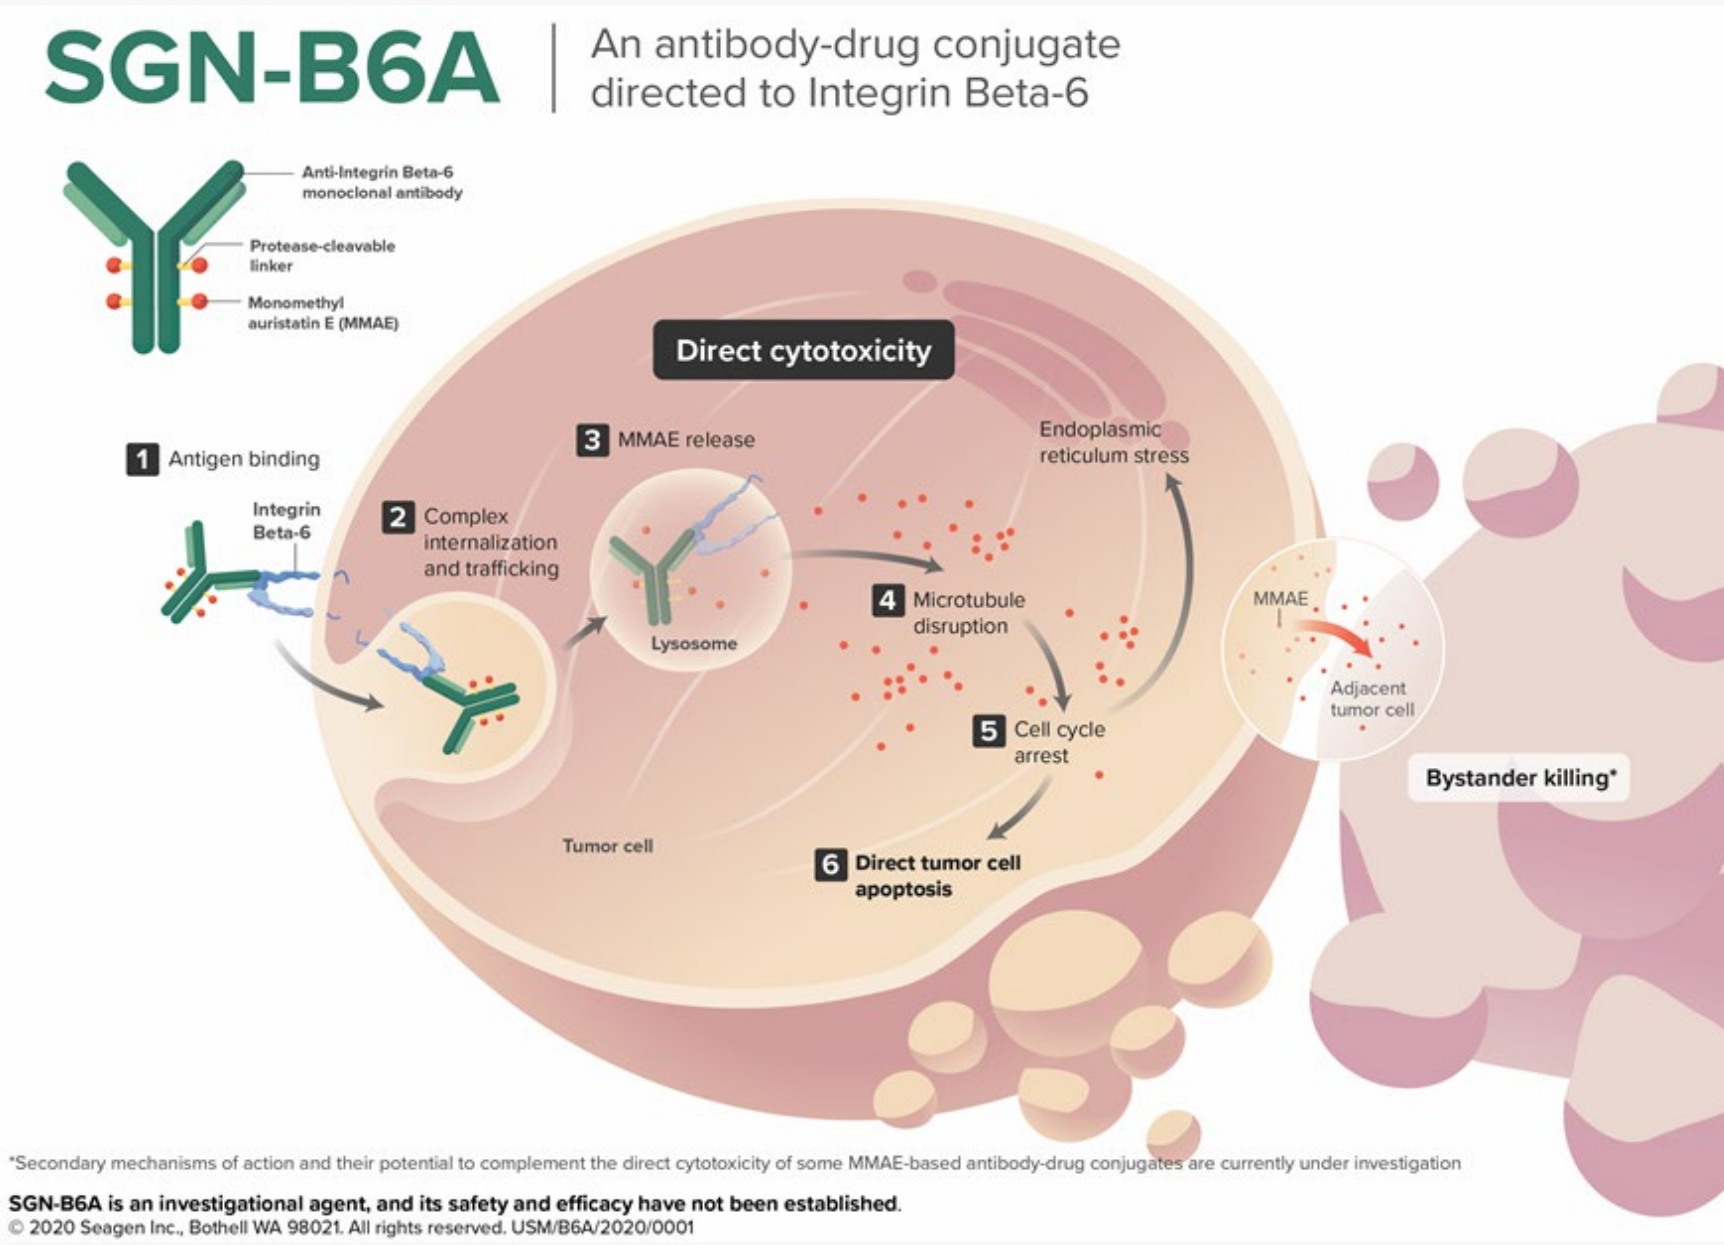 SGN-B6A
An antibody-drug conjugate
directed to Integrin Beta-6
Anti-Integrin Beta-6
monoclonal antibody
Protease-cleavable
linker
Monomethyl
auristatin E (MMAE)
Direct cytotoxicity
1 Antigen binding
Integrin
Beta-6
2 Complex
internalization
and trafficking
3 MMAE release
Lysosome
4 Microtubule
disruption
Endoplasmic
reticulum stress
5 Cell cycle
arrest
6 Direct tumor cell
apoptosis
Tumor cell
MMAE
Adjacent
tumor cell
Bystander killing*
*Secondary mechanisms of action and their potential to complement the direct cytotoxicity of some MMAE-based antibody-drug conjugates are currently under investigation
SGN-B6A is an investigational agent, and its safety and efficacy have not been established.
© 2020 Seagen Inc., Bothell WA 98021. All rights reserved. USM/B6A/2020/0001